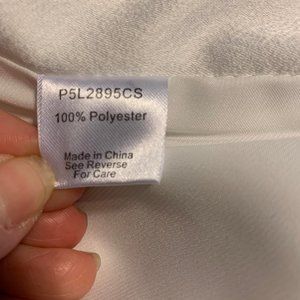 P5L2895CS
100% Polyester
Made in China
See Reverse
For Care